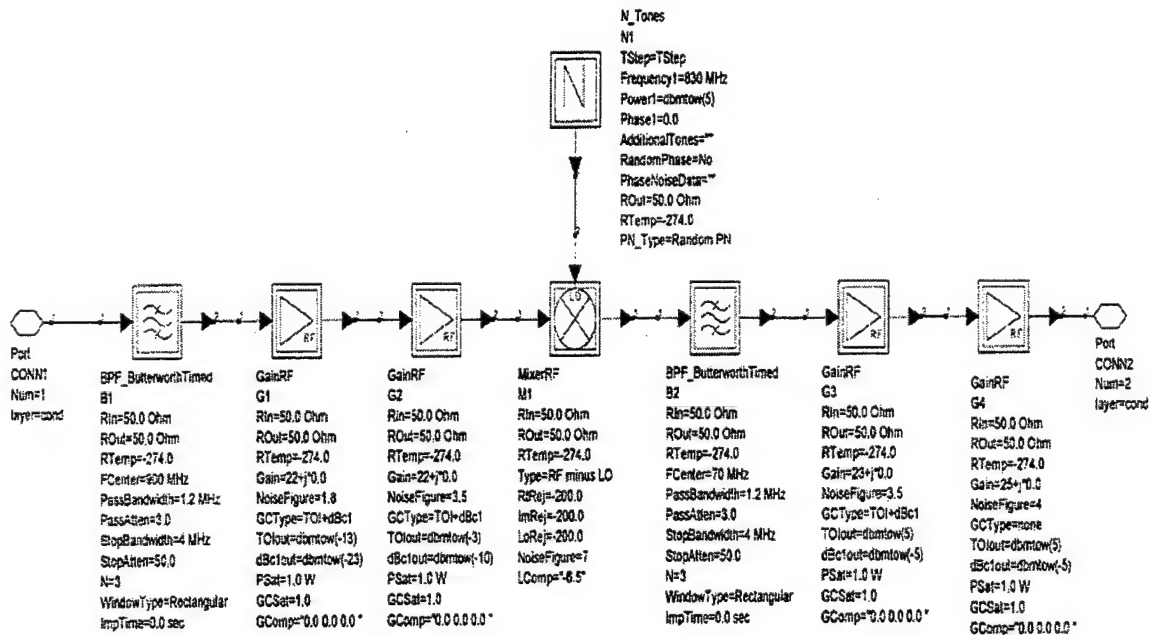 N_Tones
N1
TStep=TStep
Frequency1=830 MHz
Power1=dbmtow(5)
Phase1=0.0
AdditionalTones=""
RandomPhase=No
PhaseNoiseData=""
ROut=50.0 Ohm
RTemp=-274.0
PN_Type=Random PN
N
LO
RF
RF
RF
RF
Port
CONN1
Num=1
layer=cond
BPF_ButterworthTimed
B1
RIn=50.0 Ohm
ROut=50.0 Ohm
RTemp=-274.0
FCenter=900 MHz
PassBandwidth=1.2 MHz
PassAtten=3.0
StopBandwidth=4 MHz
StopAtten=50.0
N=3
WindowType=Rectangular
ImpTime=0.0 sec
GainRF
G1
RIn=50.0 Ohm
ROut=50.0 Ohm
RTemp=-274.0
Gain=22+j*0.0
NoiseFigure=1.8
GCType=TOI+dBc1
TOIout=dbmtow(-13)
dBc1out=dbmtow(-23)
PSat=1.0 W
GCSat=1.0
GComp="0.0 0.0 0.0 "
GainRF
G2
RIn=50.0 Ohm
ROut=50.0 Ohm
RTemp=-274.0
Gain=22+j*0.0
NoiseFigure=3.5
GCType=TOI+dBc1
TOIout=dbmtow(-3)
dBc1out=dbmtow(-10)
PSat=1.0 W
GCSat=1.0
GComp="0.0 0.0 0.0 "
MixerRF
M1
RIn=50.0 Ohm
ROut=50.0 Ohm
RTemp=-274.0
Type=RF minus LO
RfRej=-200.0
ImRej=-200.0
LoRej=-200.0
NoiseFigure=7
LComp="-6.5"
BPF_ButterworthTimed
B2
RIn=50.0 Ohm
ROut=50.0 Ohm
RTemp=-274.0
FCenter=70 MHz
PassBandwidth=1.2 MHz
PassAtten=3.0
StopBandwidth=4 MHz
StopAtten=50.0
N=3
WindowType=Rectangular
ImpTime=0.0 sec
GainRF
G3
RIn=50.0 Ohm
ROut=50.0 Ohm
RTemp=-274.0
Gain=23+j*0.0
NoiseFigure=3.5
GCType=TOI+dBc1
TOIout=dbmtow(5)
dBc1out=dbmtow(-5)
PSat=1.0 W
GCSat=1.0
GComp="0.0 0.0 0.0 "
GainRF
G4
RIn=50.0 Ohm
ROut=50.0 Ohm
RTemp=-274.0
Gain=25+j*0.0
NoiseFigure=4
GCType=none
TOIout=dbmtow(5)
dBc1out=dbmtow(-5)
PSat=1.0 W
GCSat=1.0
GComp="0.0 0.0 0.0 "
Port
CONN2
Num=2
layer=cond